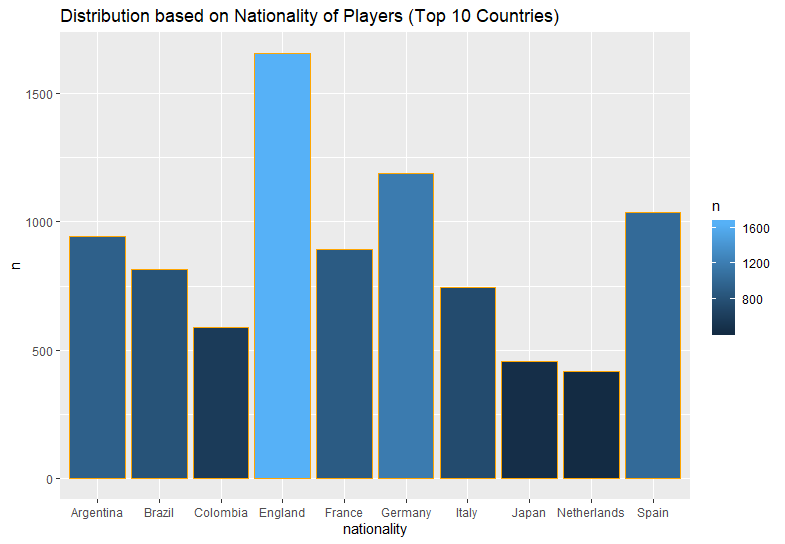 Distribution based on Nationality of Players (Top 10 Countries)
n
1500
1000
500
0
Argentina Brazil Colombia England France Germany Italy Japan Netherlands Spain
nationality
n
1600
1200
800